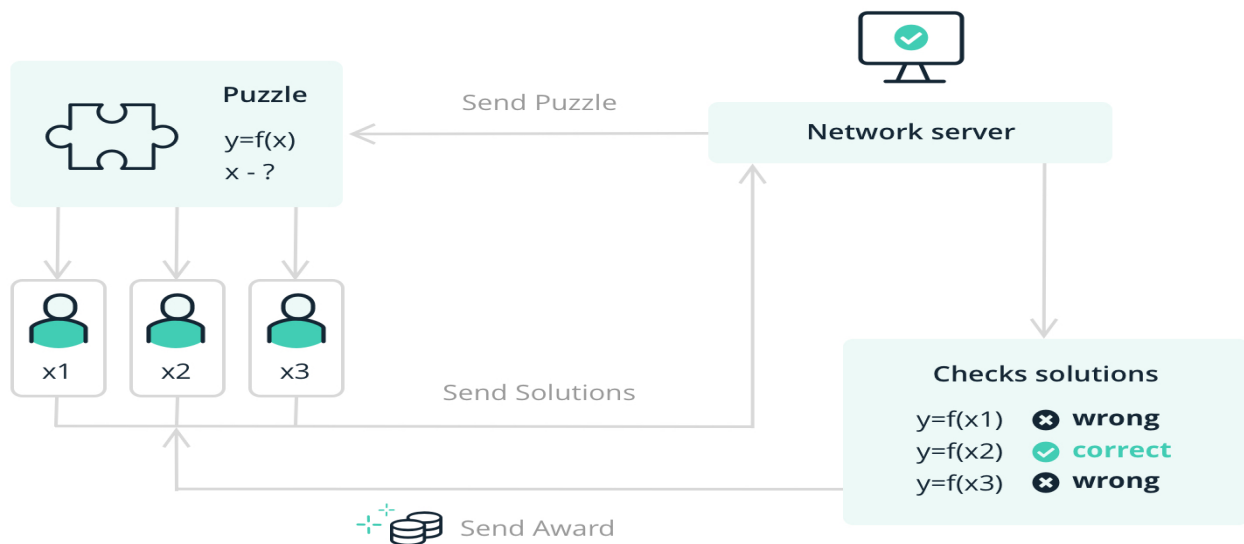 Puzzle
y=f(x)
x - ?
Send Puzzle
Network server
x1
x2
x3
Send Solutions
Checks solutions
y=f(x1) wrong
y=f(x2) correct
y=f(x3) wrong
Send Award